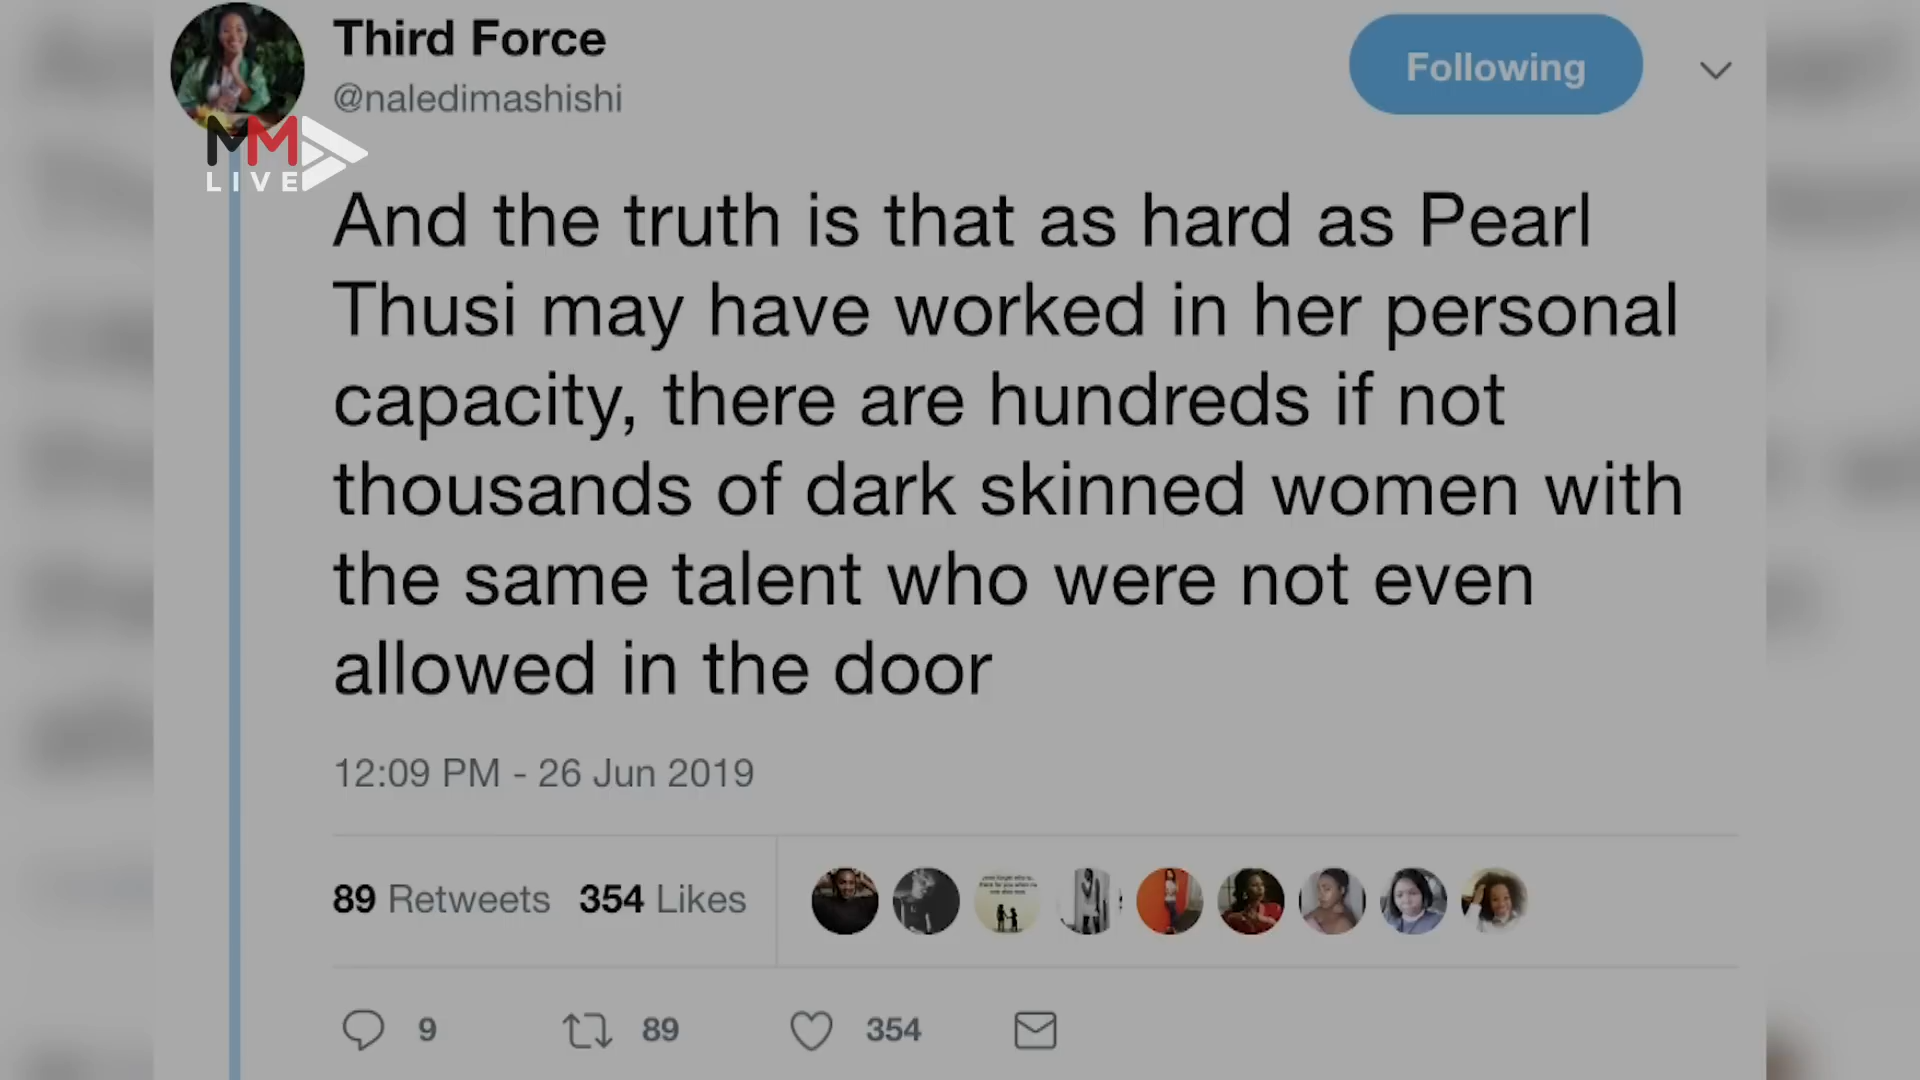 Third Force
@naledimashishi
Following
MM
LIVE
And the truth is that as hard as Pearl
Thusi may have worked in her personal
capacity, there are hundreds if not
thousands of dark skinned women with
the same talent who were not even
allowed in the door
12:09 PM - 26 Jun 2019
89 Retweets 354 Likes
9 89 354